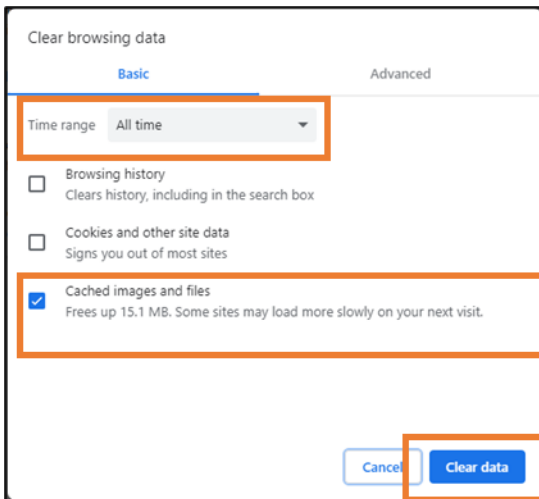 Clear browsing data
Basic Advanced
Time range All time
Browsing history
Clears history, including in the search box
Cookies and other site data
Signs you out of most sites
Cached images and files
Frees up 15.1 MB. Some sites may load more slowly on your next visit.
Cancel Clear data